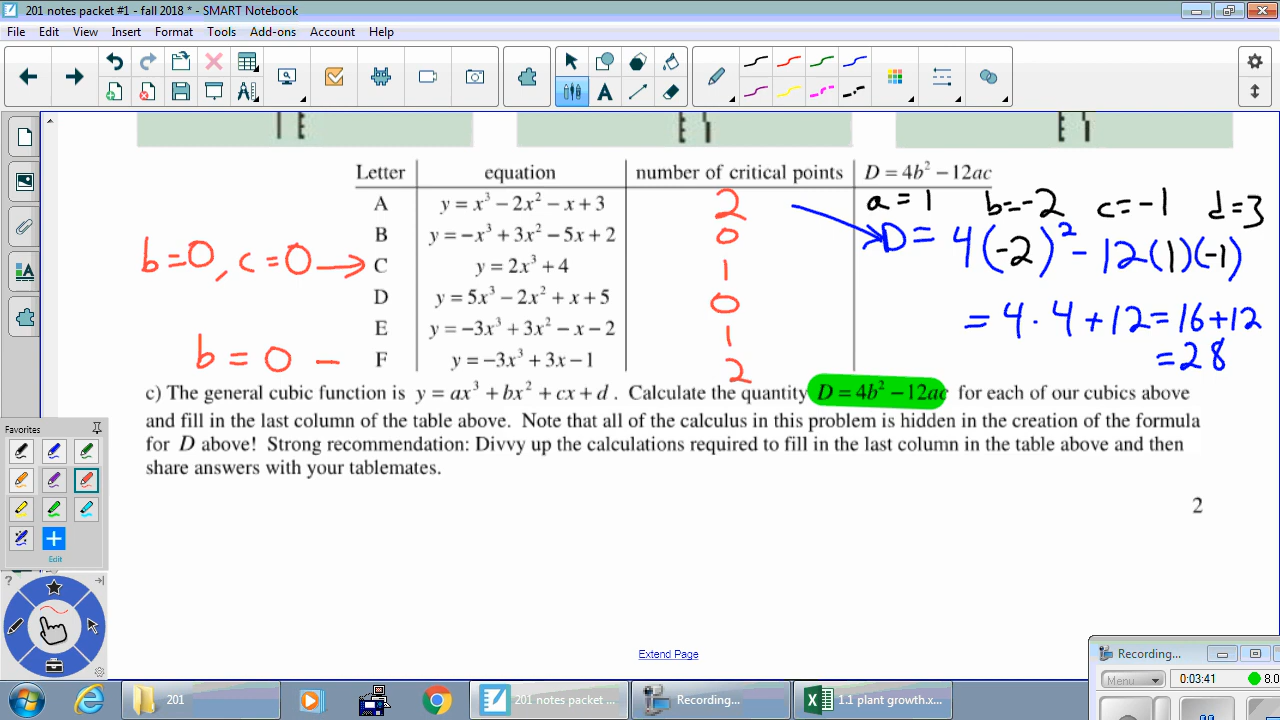 201 notes packet #1 - fall 2018 * - SMART Notebook
File Edit View Insert Format Tools Add-ons Account Help
Letter equation number of critical points D = 4b² − 12ac
A y = x³ − 2x² − x + 3 2 a = 1 b=-2 c=-1 d=3
B y = −x³ + 3x² − 5x + 2 0 D = 4(-2)² - 12(1)(-1)
b=0, c=0 → C y = 2x³ + 4 1
D y = 5x³ − 2x² + x + 5 0 = 4·4+12=16+12
E y = −3x³ + 3x² − x − 2 1
b = 0 – F y = −3x³ + 3x − 1 2 =28
c) The general cubic function is y = ax³ + bx² + cx + d . Calculate the quantity D = 4b² − 12ac for each of our cubics above
and fill in the last column of the table above. Note that all of the calculus in this problem is hidden in the creation of the formula
for D above! Strong recommendation: Divvy up the calculations required to fill in the last column in the table above and then
share answers with your tablemates.
2
Favorites
Edit
?
Extend Page
Recording...
Menu 0:03:41 8.0
201 201 notes packet ... Recording... 1.1 plant growth.x...